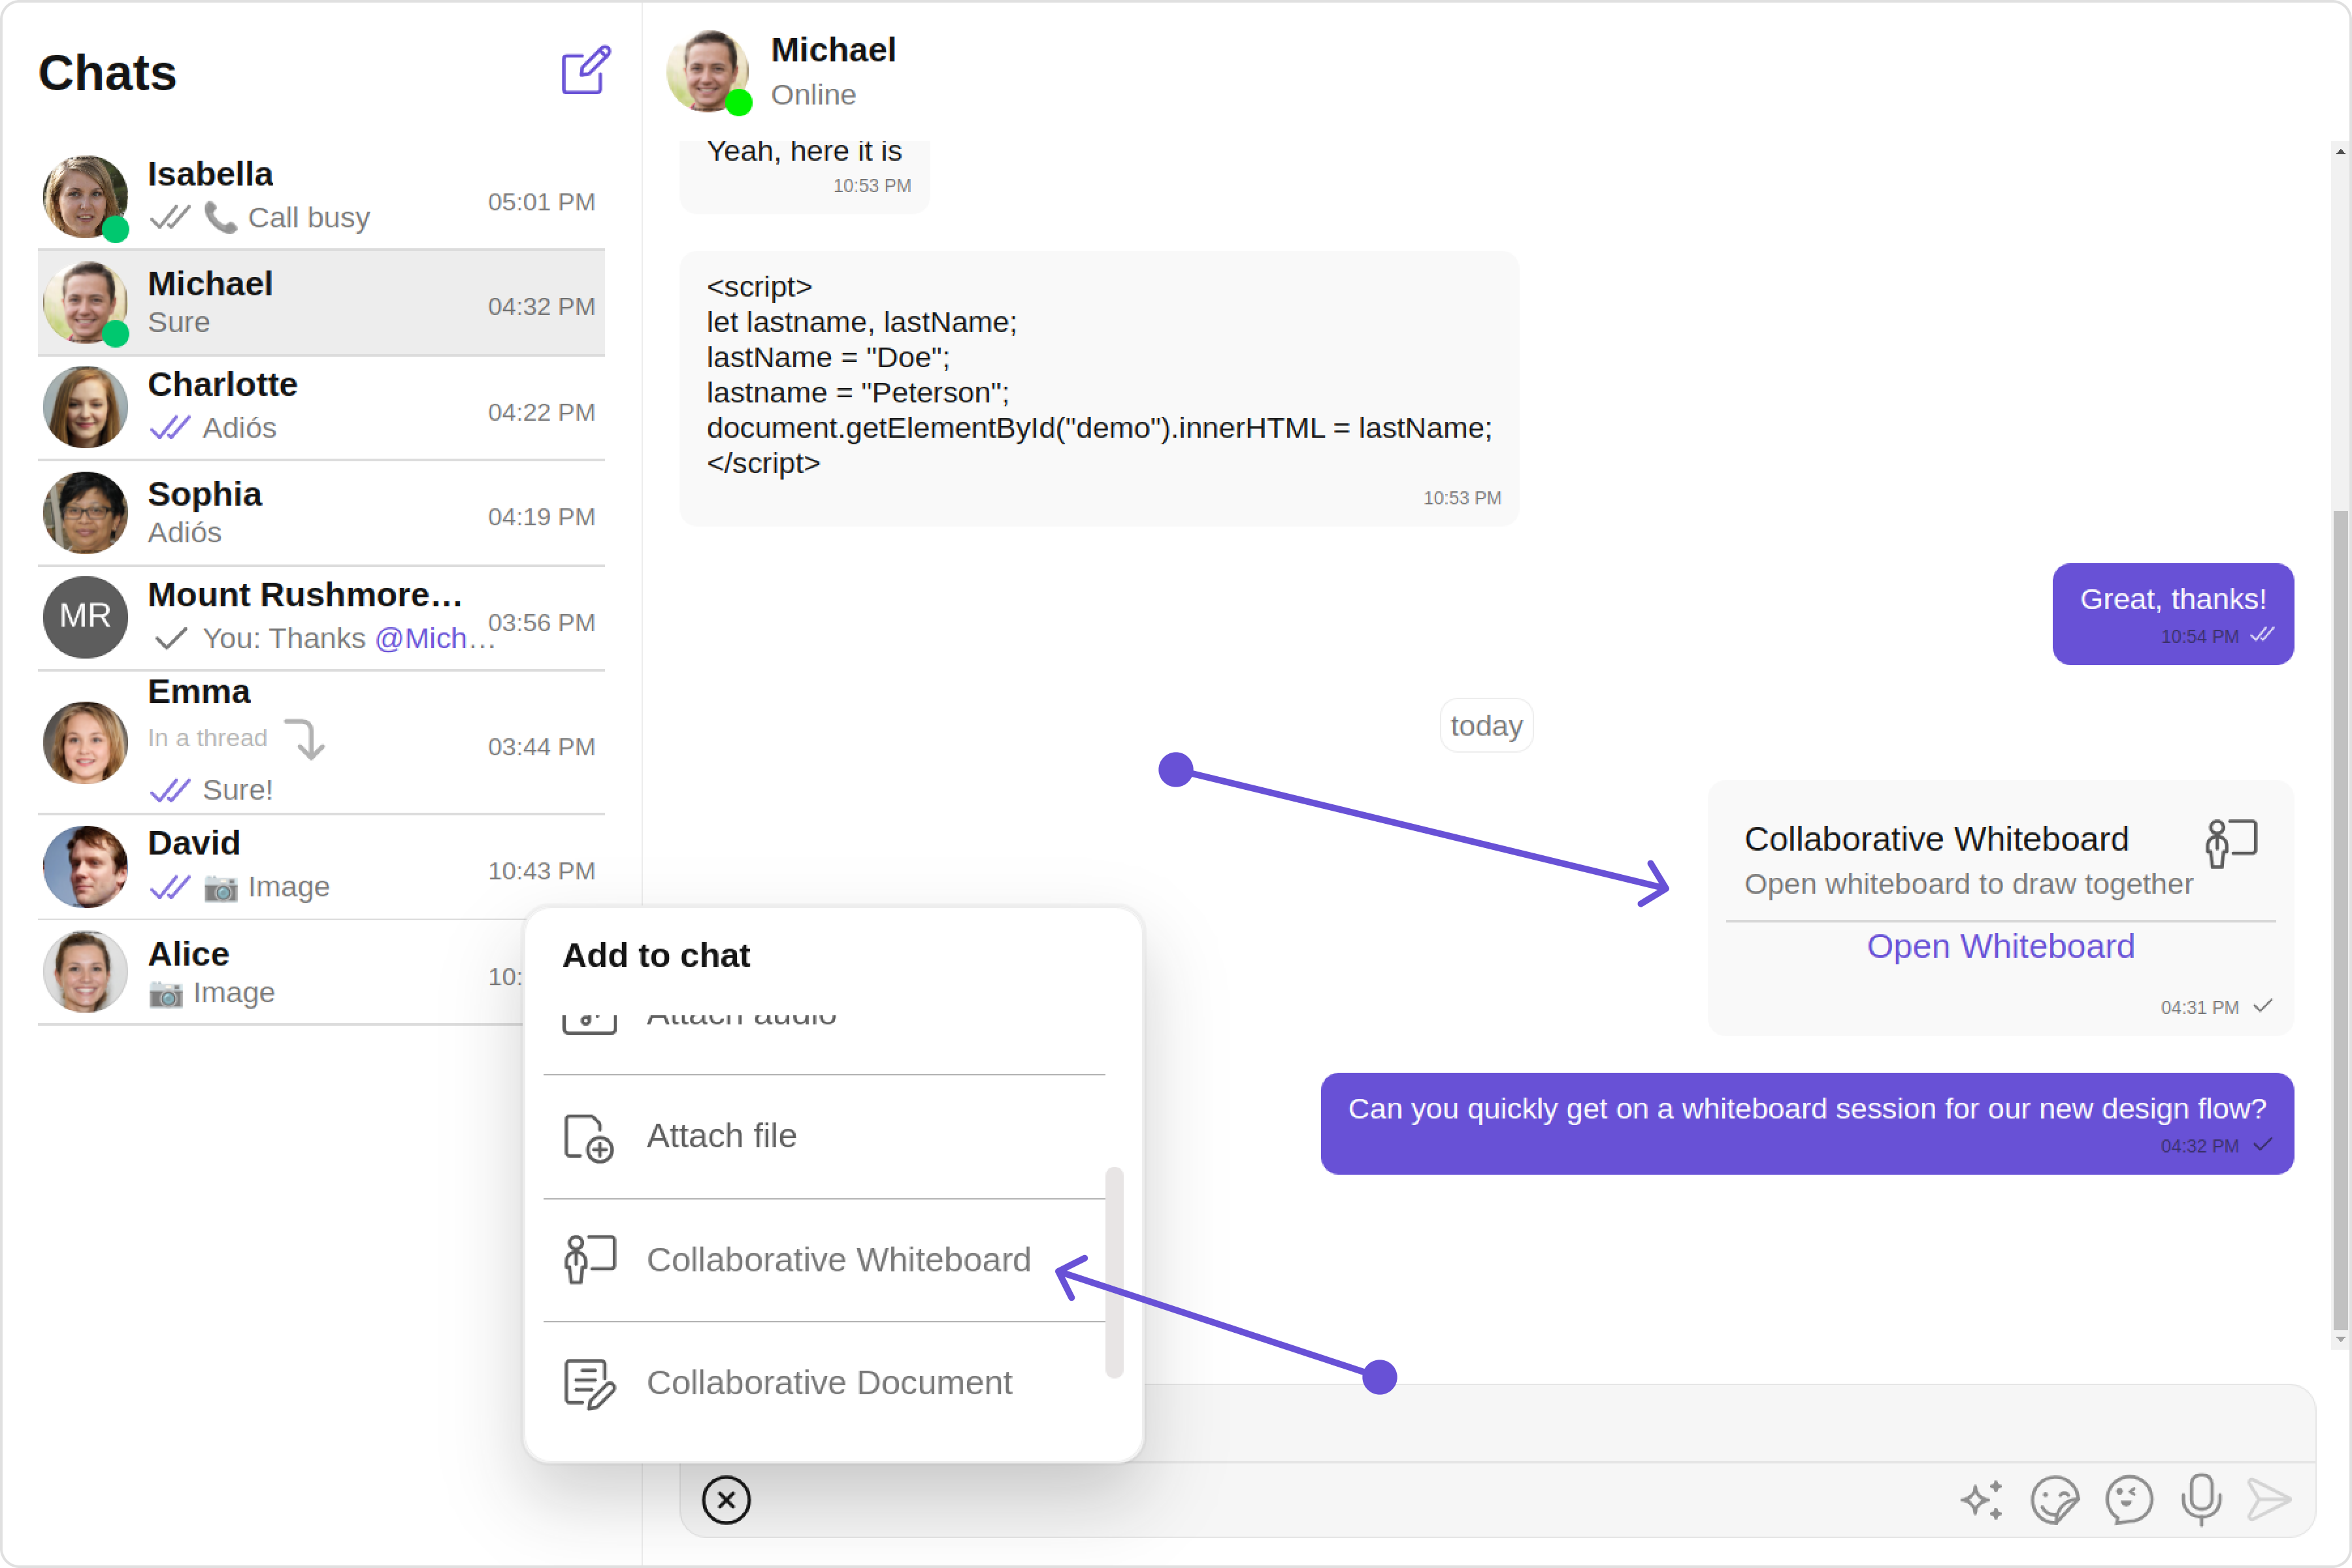 Chats
Isabella
Call busy
05:01 PM
Michael
Sure
04:32 PM
Charlotte
Adiós
04:22 PM
Sophia
Adiós
04:19 PM
MR
Mount Rushmore…
You: Thanks @Mich…
03:56 PM
Emma
In a thread
Sure!
03:44 PM
David
Image
10:43 PM
Alice
Image
10:
Michael
Online
Yeah, here it is
10:53 PM
<script>
let lastname, lastName;
lastName = "Doe";
lastname = "Peterson";
document.getElementById("demo").innerHTML = lastName;
</script>
10:53 PM
Great, thanks!
10:54 PM
today
Collaborative Whiteboard
Open whiteboard to draw together
Open Whiteboard
04:31 PM
Can you quickly get on a whiteboard session for our new design flow?
04:32 PM
Add to chat
Attach audio
Attach file
Collaborative Whiteboard
Collaborative Document